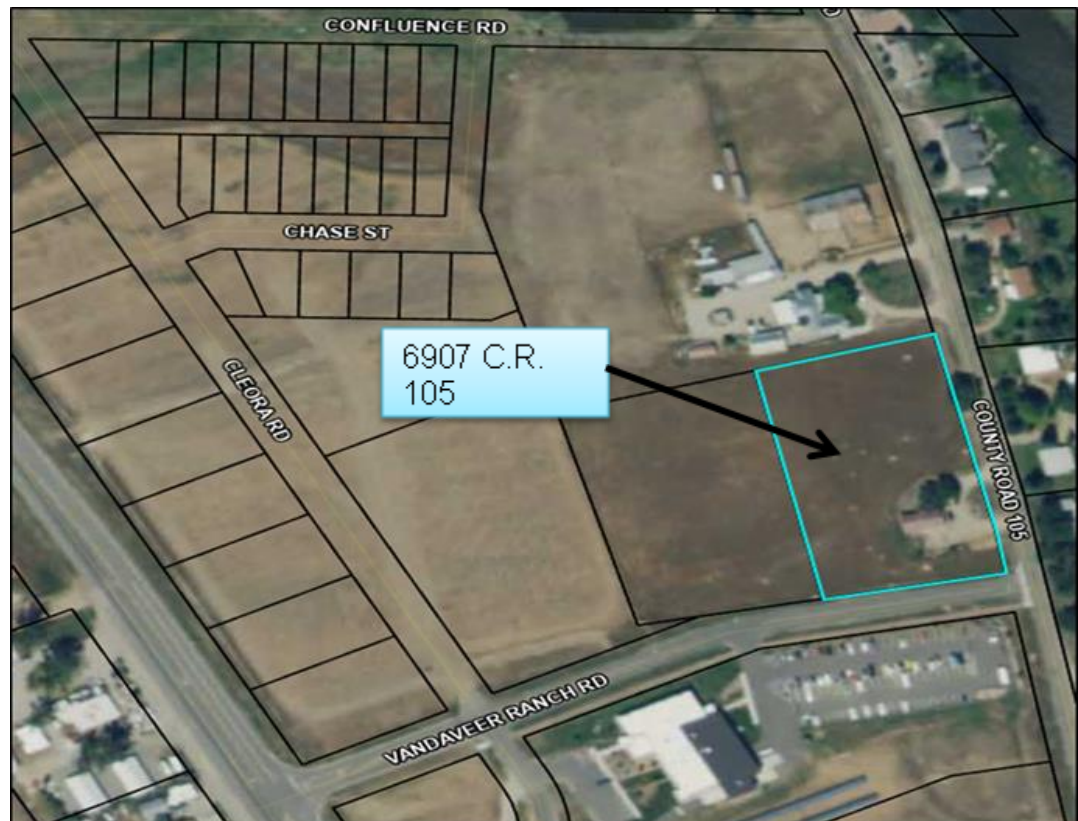 CONFLUENCE RD
CHASE ST
6907 C.R.
105
CLEORA RD
COUNTY ROAD 105
VANDAVEER RANCH RD